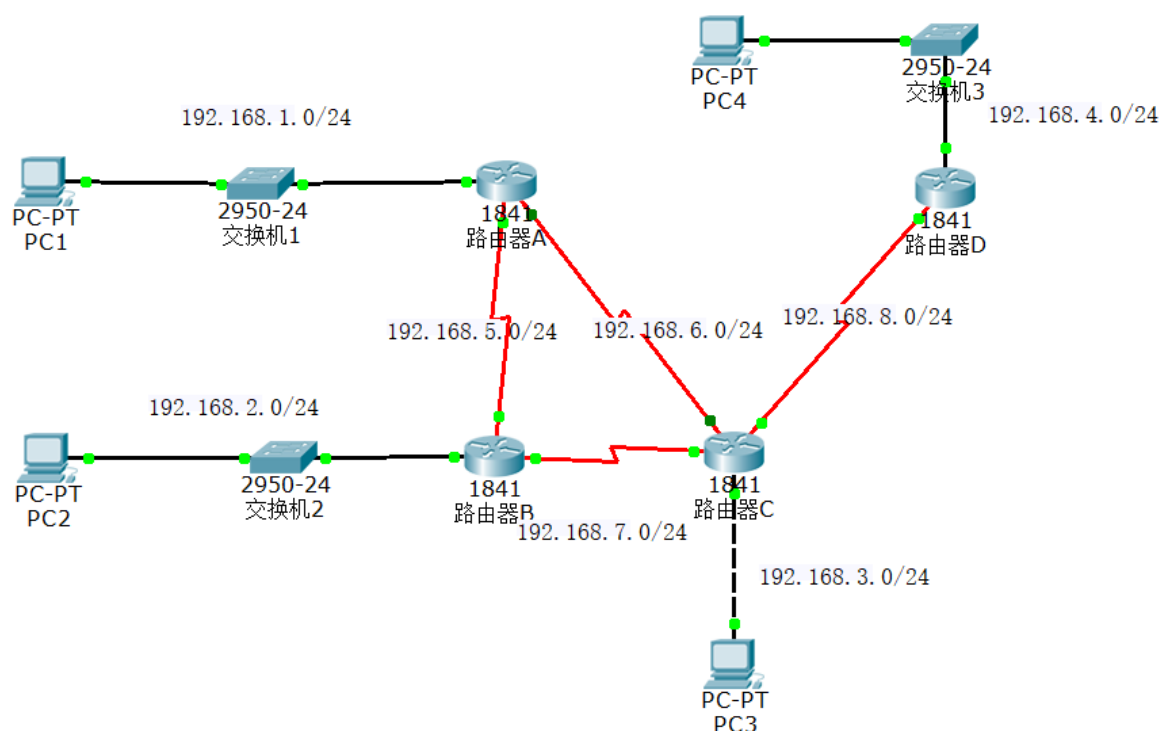 PC-PT
PC4
2950-24
交换机3
192.168.4.0/24
192.168.1.0/24
PC-PT
PC1
2950-24
交换机1
1841
路由器A
1841
路由器D
192.168.5.0/24
192.168.6.0/24
192.168.8.0/24
192.168.2.0/24
PC-PT
PC2
2950-24
交换机2
1841
路由器B
1841
路由器C
192.168.7.0/24
192.168.3.0/24
PC-PT
PC3